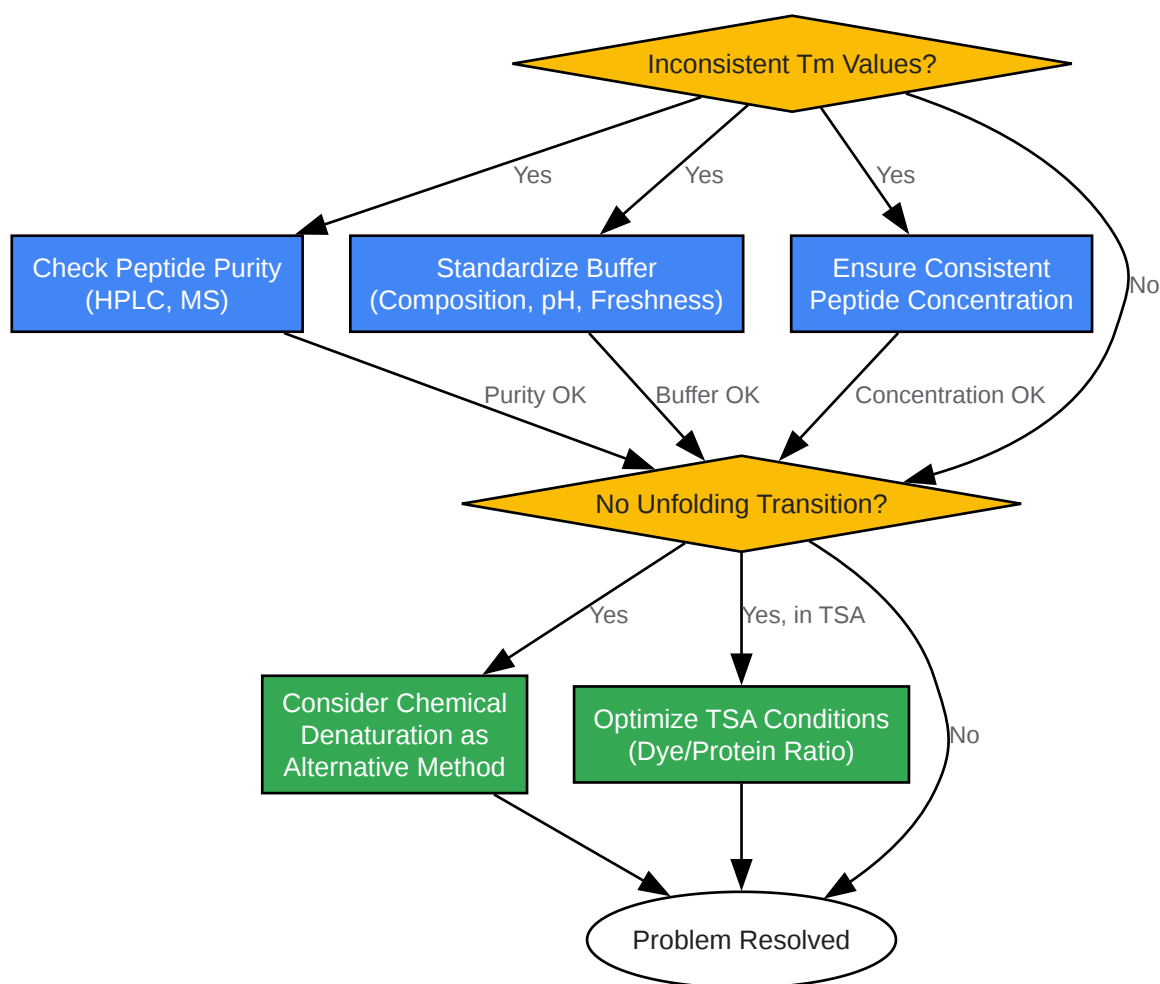 Inconsistent Tm Values?
Yes
Yes
Yes
Check Peptide Purity
(HPLC, MS)
Standardize Buffer
(Composition, pH, Freshness)
Ensure Consistent
Peptide Concentration
No
Purity OK
Buffer OK
Concentration OK
No Unfolding Transition?
Yes
Yes, in TSA
Consider Chemical
Denaturation as
Alternative Method
Optimize TSA Conditions
(Dye/Protein Ratio)
No
Problem Resolved